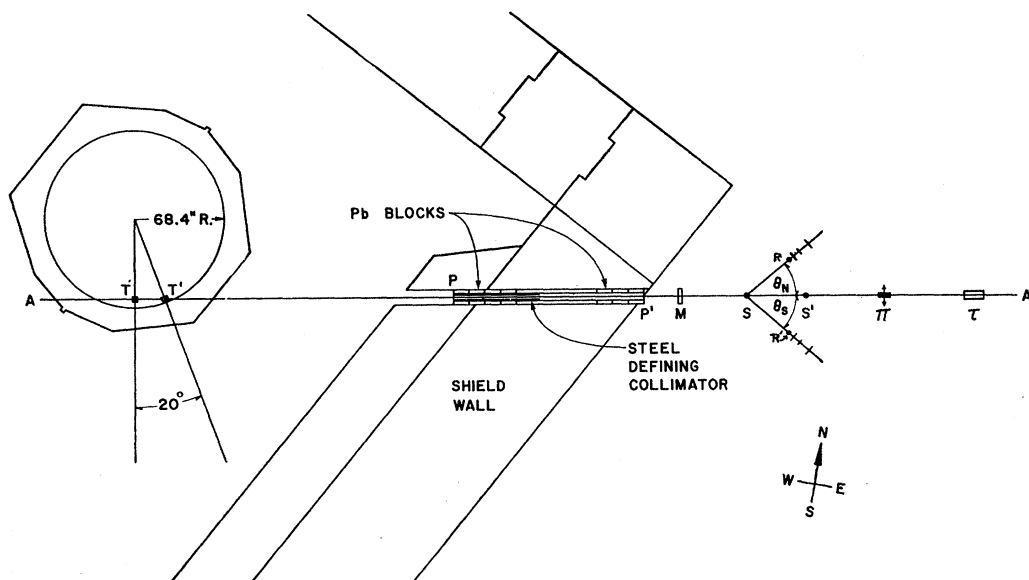 68.4" R.
A T T' A
20°
Pb BLOCKS
P P'
M
STEEL
DEFINING
COLLIMATOR
SHIELD
WALL
R
θN
θS
S S'
R'
π
τ
N
W E
S